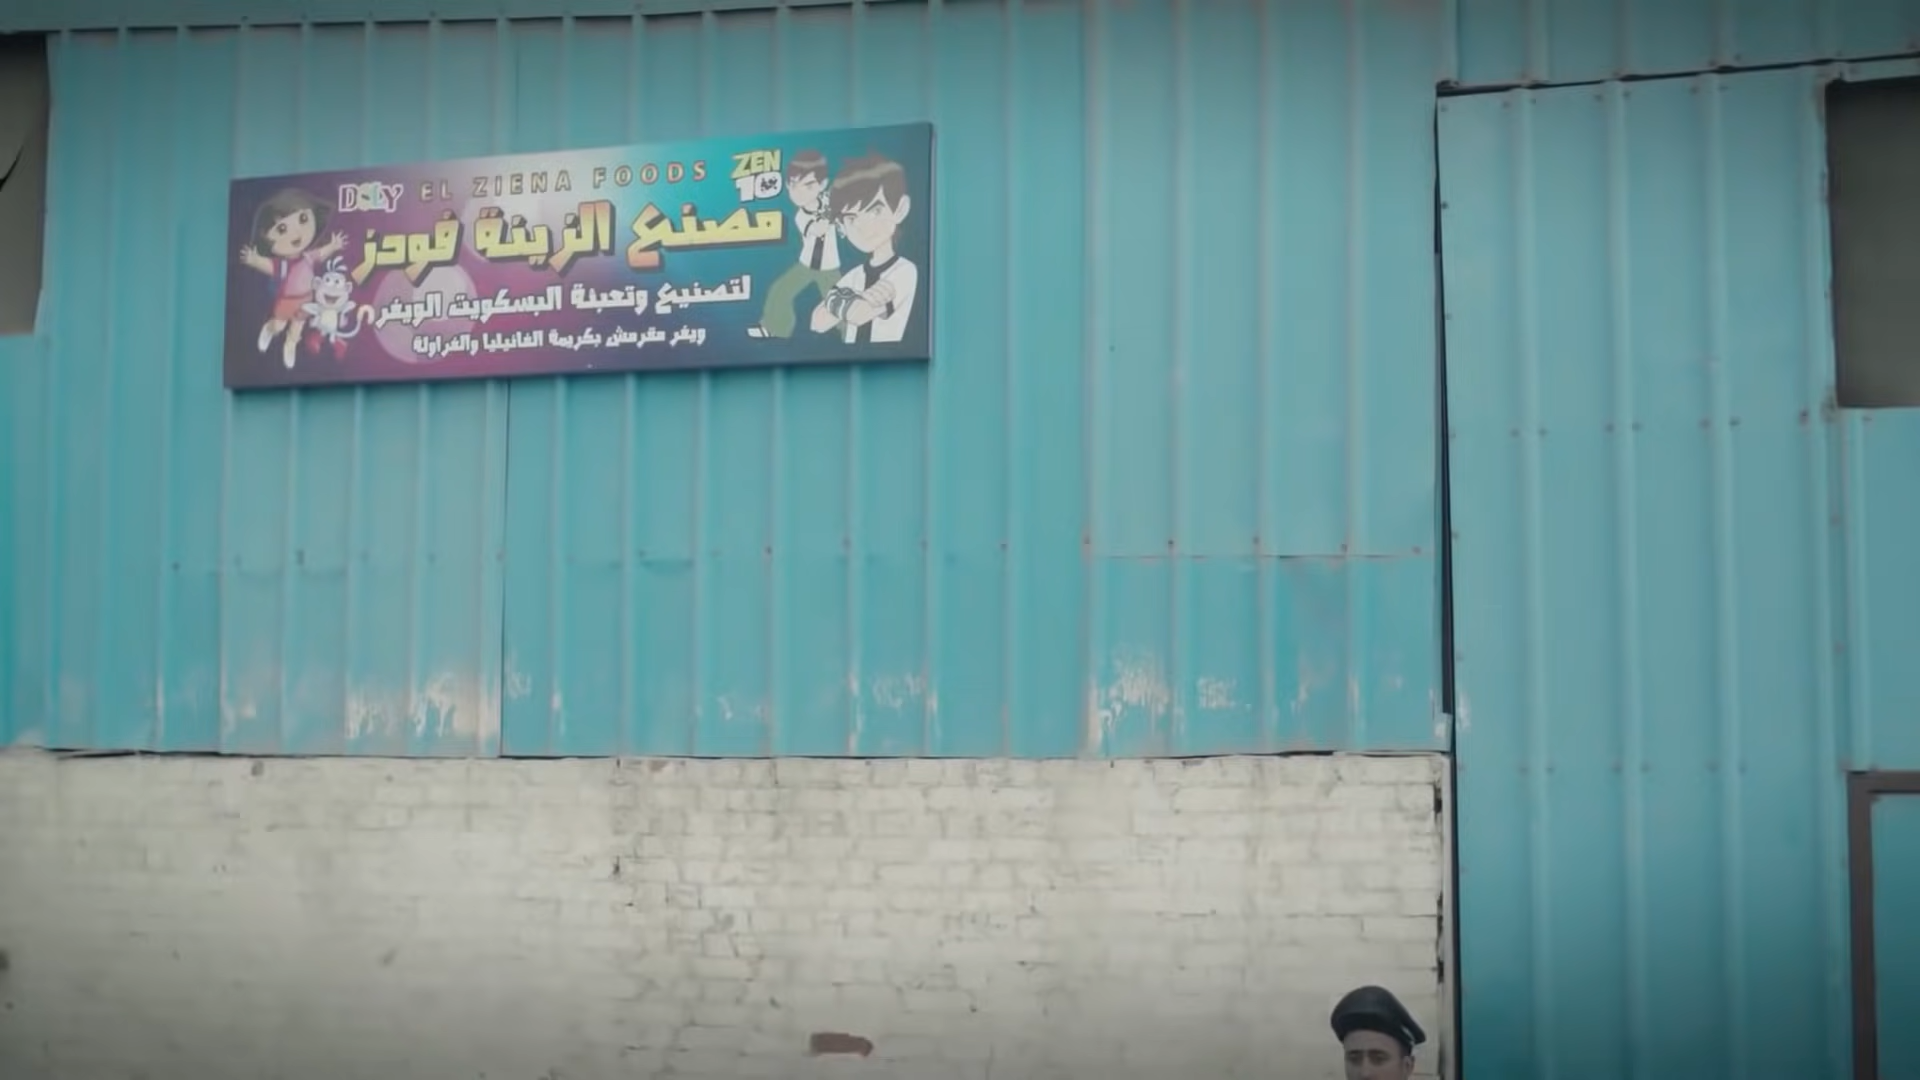 DOLY EL ZIENA FOODS ZEN 10
مصنع الزينة فودز
لتصنيع وتعبئة البسكويت الويفر
ويفر مقرمش بكريمة الفانيليا والفراولة